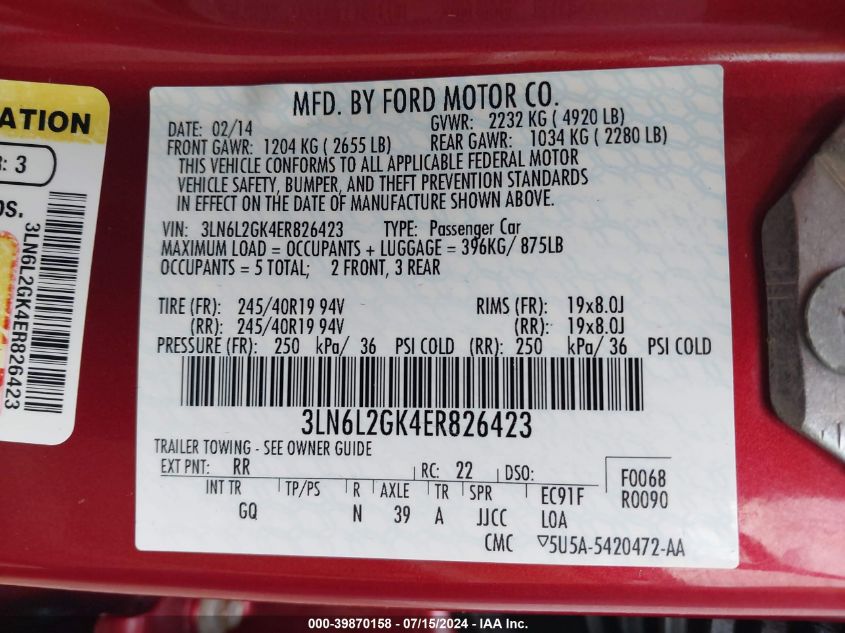 ATION
R: 3
DS.
3LN6L2GK4ER826423
MFD. BY FORD MOTOR CO.
DATE: 02/14 GVWR: 2232 KG ( 4920 LB)
FRONT GAWR: 1204 KG ( 2655 LB) REAR GAWR: 1034 KG ( 2280 LB)
THIS VEHICLE CONFORMS TO ALL APPLICABLE FEDERAL MOTOR
VEHICLE SAFETY, BUMPER, AND THEFT PREVENTION STANDARDS
IN EFFECT ON THE DATE OF MANUFACTURE SHOWN ABOVE.
VIN: 3LN6L2GK4ER826423 TYPE: Passenger Car
MAXIMUM LOAD = OCCUPANTS + LUGGAGE = 396KG/ 875LB
OCCUPANTS = 5 TOTAL; 2 FRONT, 3 REAR
TIRE (FR): 245/40R19 94V RIMS (FR): 19x8.0J
(RR): 245/40R19 94V (RR): 19x8.0J
PRESSURE (FR): 250 kPa/ 36 PSI COLD (RR): 250 kPa/ 36 PSI COLD
3LN6L2GK4ER826423
TRAILER TOWING - SEE OWNER GUIDE
EXT PNT: RR RC: 22 DSO: F0068
INT TR TP/PS R AXLE TR SPR EC91F R0090
GQ N 39 A JJCC LOA
CMC ▽5U5A-5420472-AA
000-39870158 - 07/15/2024 - IAA Inc.